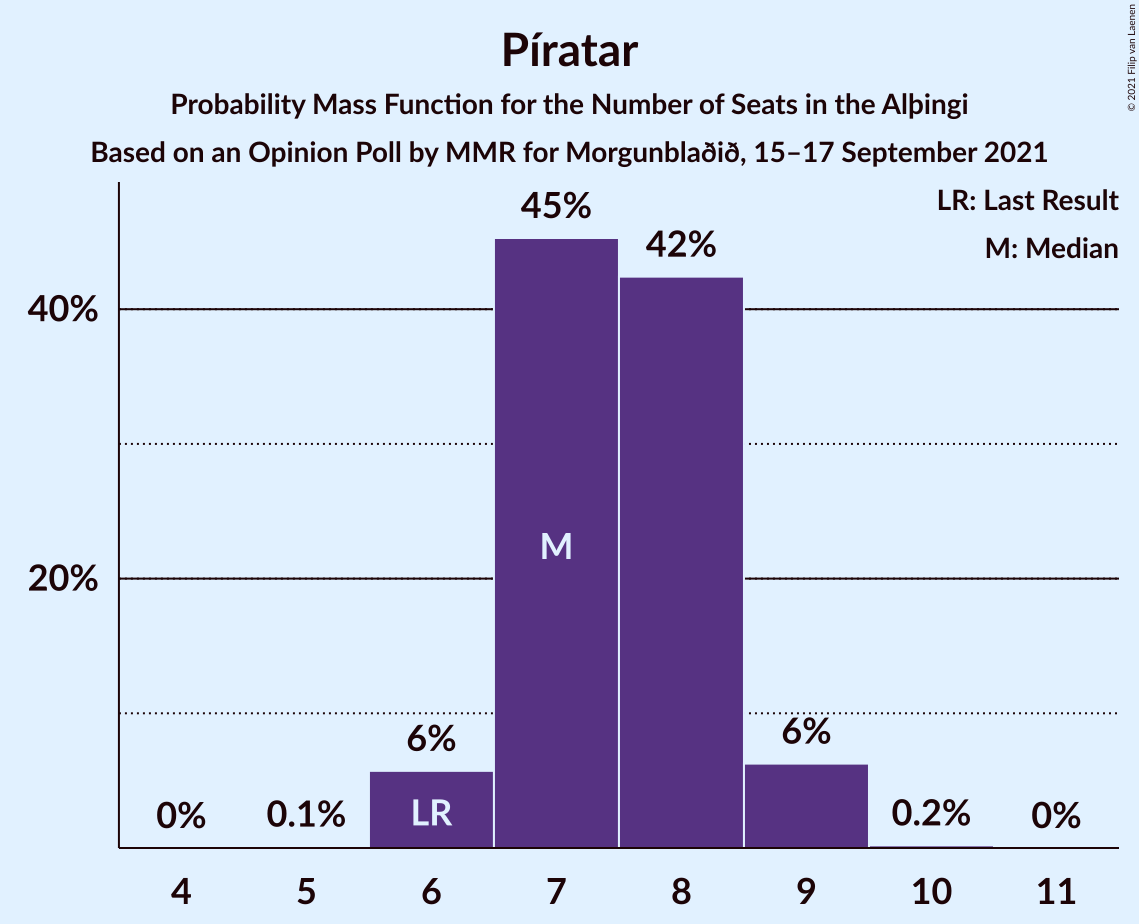 Píratar
Probability Mass Function for the Number of Seats in the Alþingi
Based on an Opinion Poll by MMR for Morgunblaðið, 15–17 September 2021
© 2021 Filip van Laenen
LR: Last Result
M: Median
45%
42%
40%
M
20%
6%
6%
0%
0.1%
LR
0.2%
0%
4
5
6
7
8
9
10
11